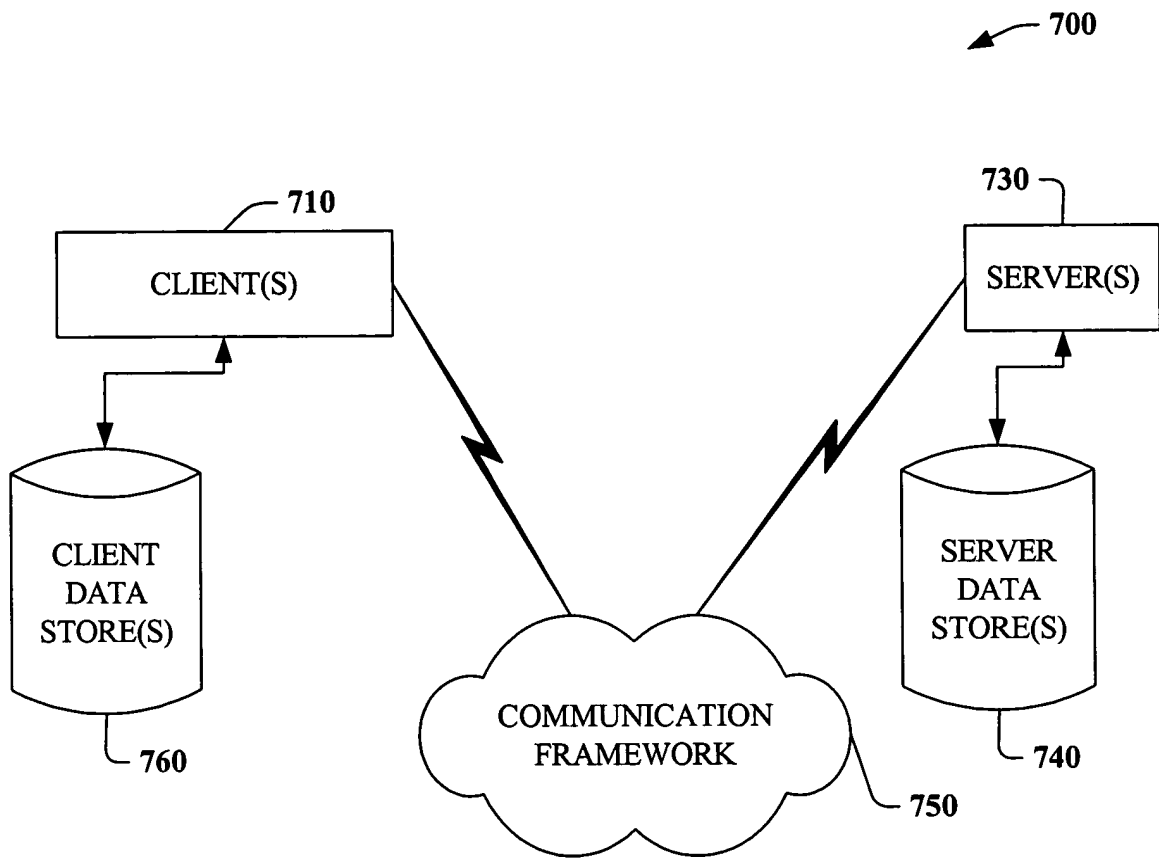 700
710
730
CLIENT(S)
SERVER(S)
CLIENT
DATA
STORE(S)
SERVER
DATA
STORE(S)
COMMUNICATION
FRAMEWORK
760
740
750